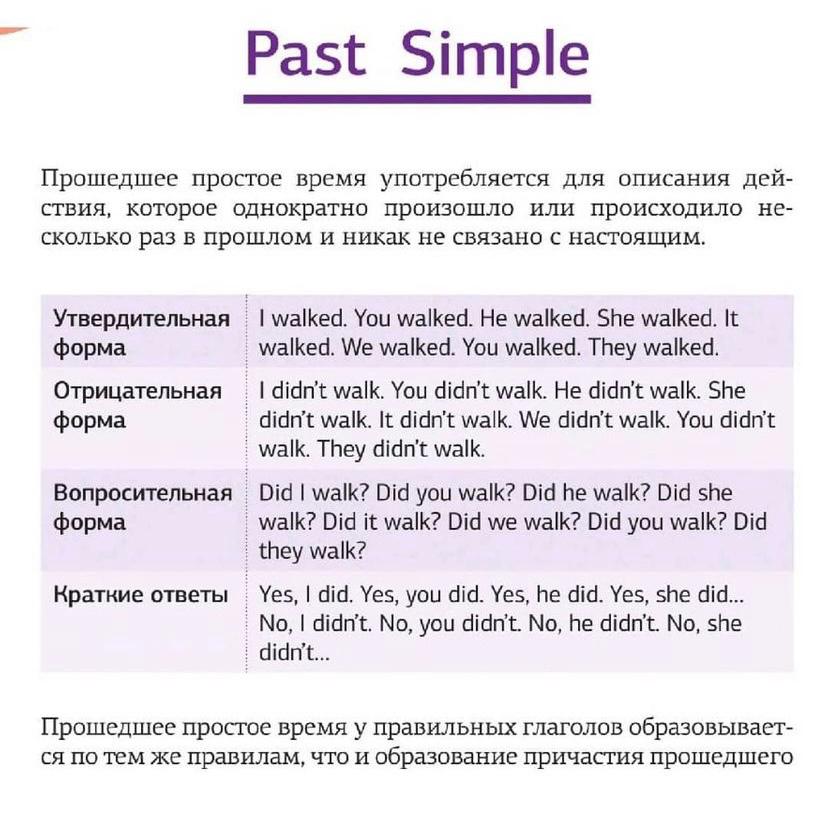 Past Simple
Прошедшее простое время употребляется для описания дей-
ствия, которое однократно произошло или происходило не-
сколько раз в прошлом и никак не связано с настоящим.
Утвердительная форма
I walked. You walked. He walked. She walked. It
walked. We walked. You walked. They walked.
Отрицательная форма
I didn't walk. You didn't walk. He didn't walk. She
didn't walk. It didn't walk. We didn't walk. You didn't
walk. They didn't walk.
Вопросительная форма
Did I walk? Did you walk? Did he walk? Did she
walk? Did it walk? Did we walk? Did you walk? Did
they walk?
Краткие ответы
Yes, I did. Yes, you did. Yes, he did. Yes, she did...
No, I didn't. No, you didn't. No, he didn't. No, she
didn't...
Прошедшее простое время у правильных глаголов образовывает-
ся по тем же правилам, что и образование причастия прошедшего